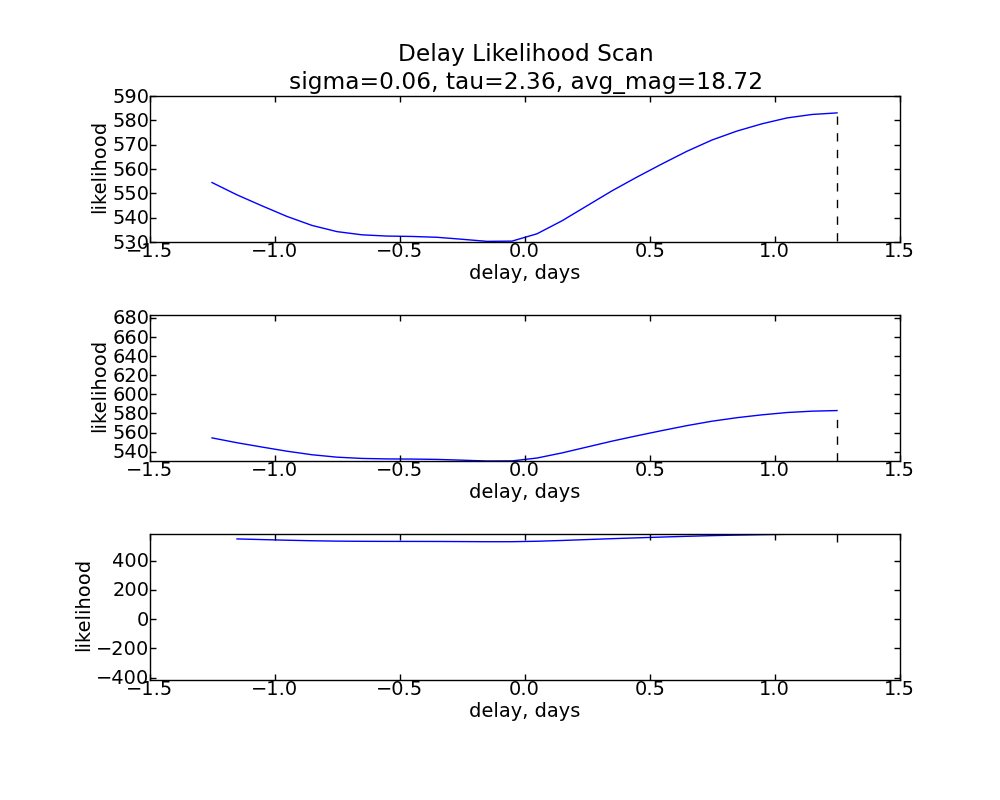 Delay Likelihood Scan
sigma=0.06, tau=2.36, avg_mag=18.72
590
580
570
560
550
540
530
likelihood
−1.5 −1.0 −0.5 0.0 0.5 1.0 1.5
delay, days
680
660
640
620
600
580
560
540
likelihood
−1.5 −1.0 −0.5 0.0 0.5 1.0 1.5
delay, days
400
200
0
−200
−400
likelihood
−1.5 −1.0 −0.5 0.0 0.5 1.0 1.5
delay, days